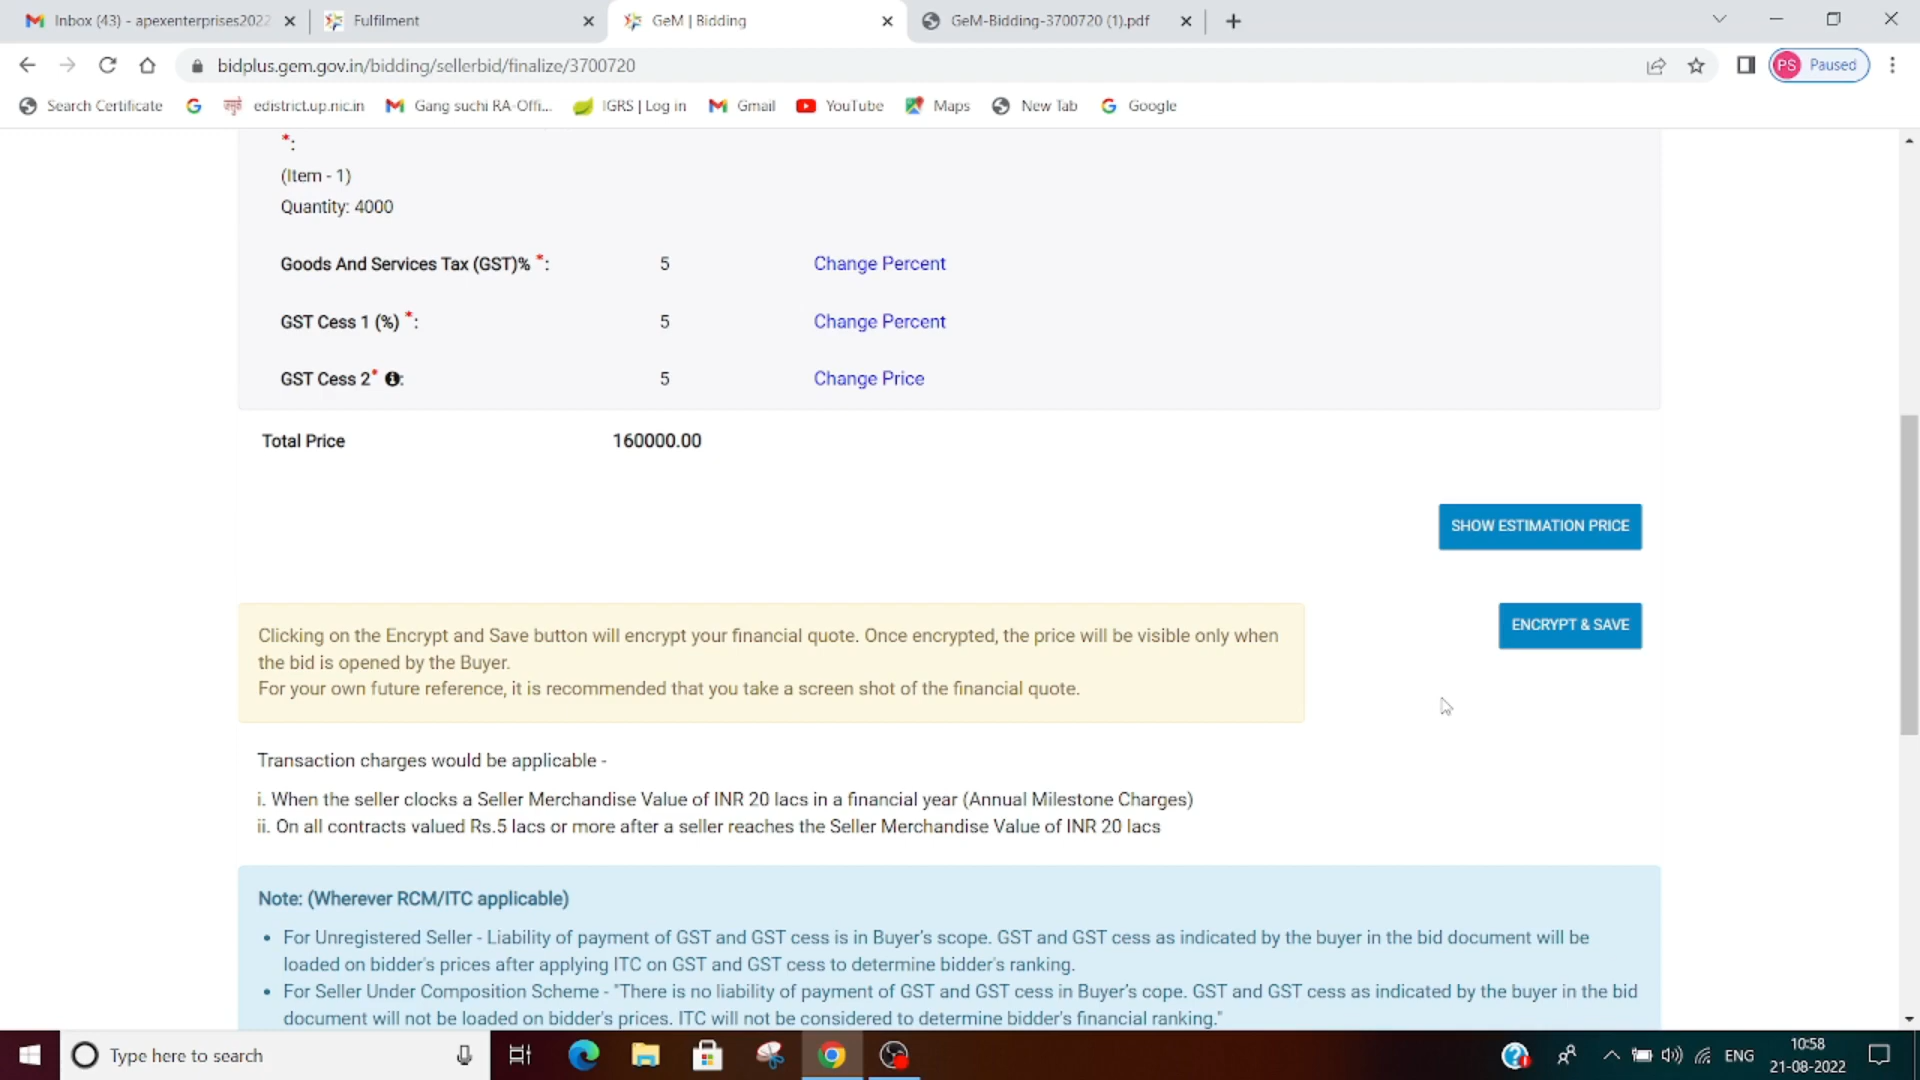 Inbox (43) - apexenterprises2022
Fulfilment
GeM | Bidding
GeM-Bidding-3700720 (1).pdf
bidplus.gem.gov.in/bidding/sellerbid/finalize/3700720
PS Paused
Search Certificate
edistrict.up.nic.in
Gang suchi RA-Offi...
IGRS | Log in
Gmail
YouTube
Maps
New Tab
Google
*:
(Item - 1)
Quantity: 4000
Goods And Services Tax (GST)% *: 5 Change Percent
GST Cess 1 (%) *: 5 Change Percent
GST Cess 2* : 5 Change Price
Total Price 160000.00
SHOW ESTIMATION PRICE
ENCRYPT & SAVE
Clicking on the Encrypt and Save button will encrypt your financial quote. Once encrypted, the price will be visible only when
the bid is opened by the Buyer.
For your own future reference, it is recommended that you take a screen shot of the financial quote.
Transaction charges would be applicable -
i. When the seller clocks a Seller Merchandise Value of INR 20 lacs in a financial year (Annual Milestone Charges)
ii. On all contracts valued Rs.5 lacs or more after a seller reaches the Seller Merchandise Value of INR 20 lacs
Note: (Wherever RCM/ITC applicable)
• For Unregistered Seller - Liability of payment of GST and GST cess is in Buyer's scope. GST and GST cess as indicated by the buyer in the bid document will be
loaded on bidder's prices after applying ITC on GST and GST cess to determine bidder's ranking.
• For Seller Under Composition Scheme - "There is no liability of payment of GST and GST cess in Buyer's cope. GST and GST cess as indicated by the buyer in the bid
document will not be loaded on bidder's prices. ITC will not be considered to determine bidder's financial ranking."
Type here to search
ENG
10:58
21-08-2022